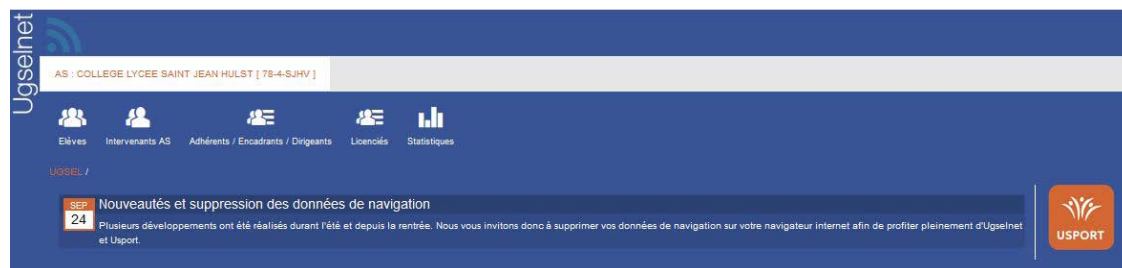 Ugselnet
AS : COLLEGE LYCEE SAINT JEAN HULST [ 78-4-SJHV ]
Elèves
Intervenants AS
Adhérents / Encadrants / Dirigeants
Licenciés
Statistiques
UGSEL /
SEP
24
Nouveautés et suppression des données de navigation
Plusieurs développements ont été réalisés durant l'été et depuis la rentrée. Nous vous invitons donc à supprimer vos données de navigation sur votre navigateur internet afin de profiter pleinement d'Ugselnet
et Usport.
USPORT